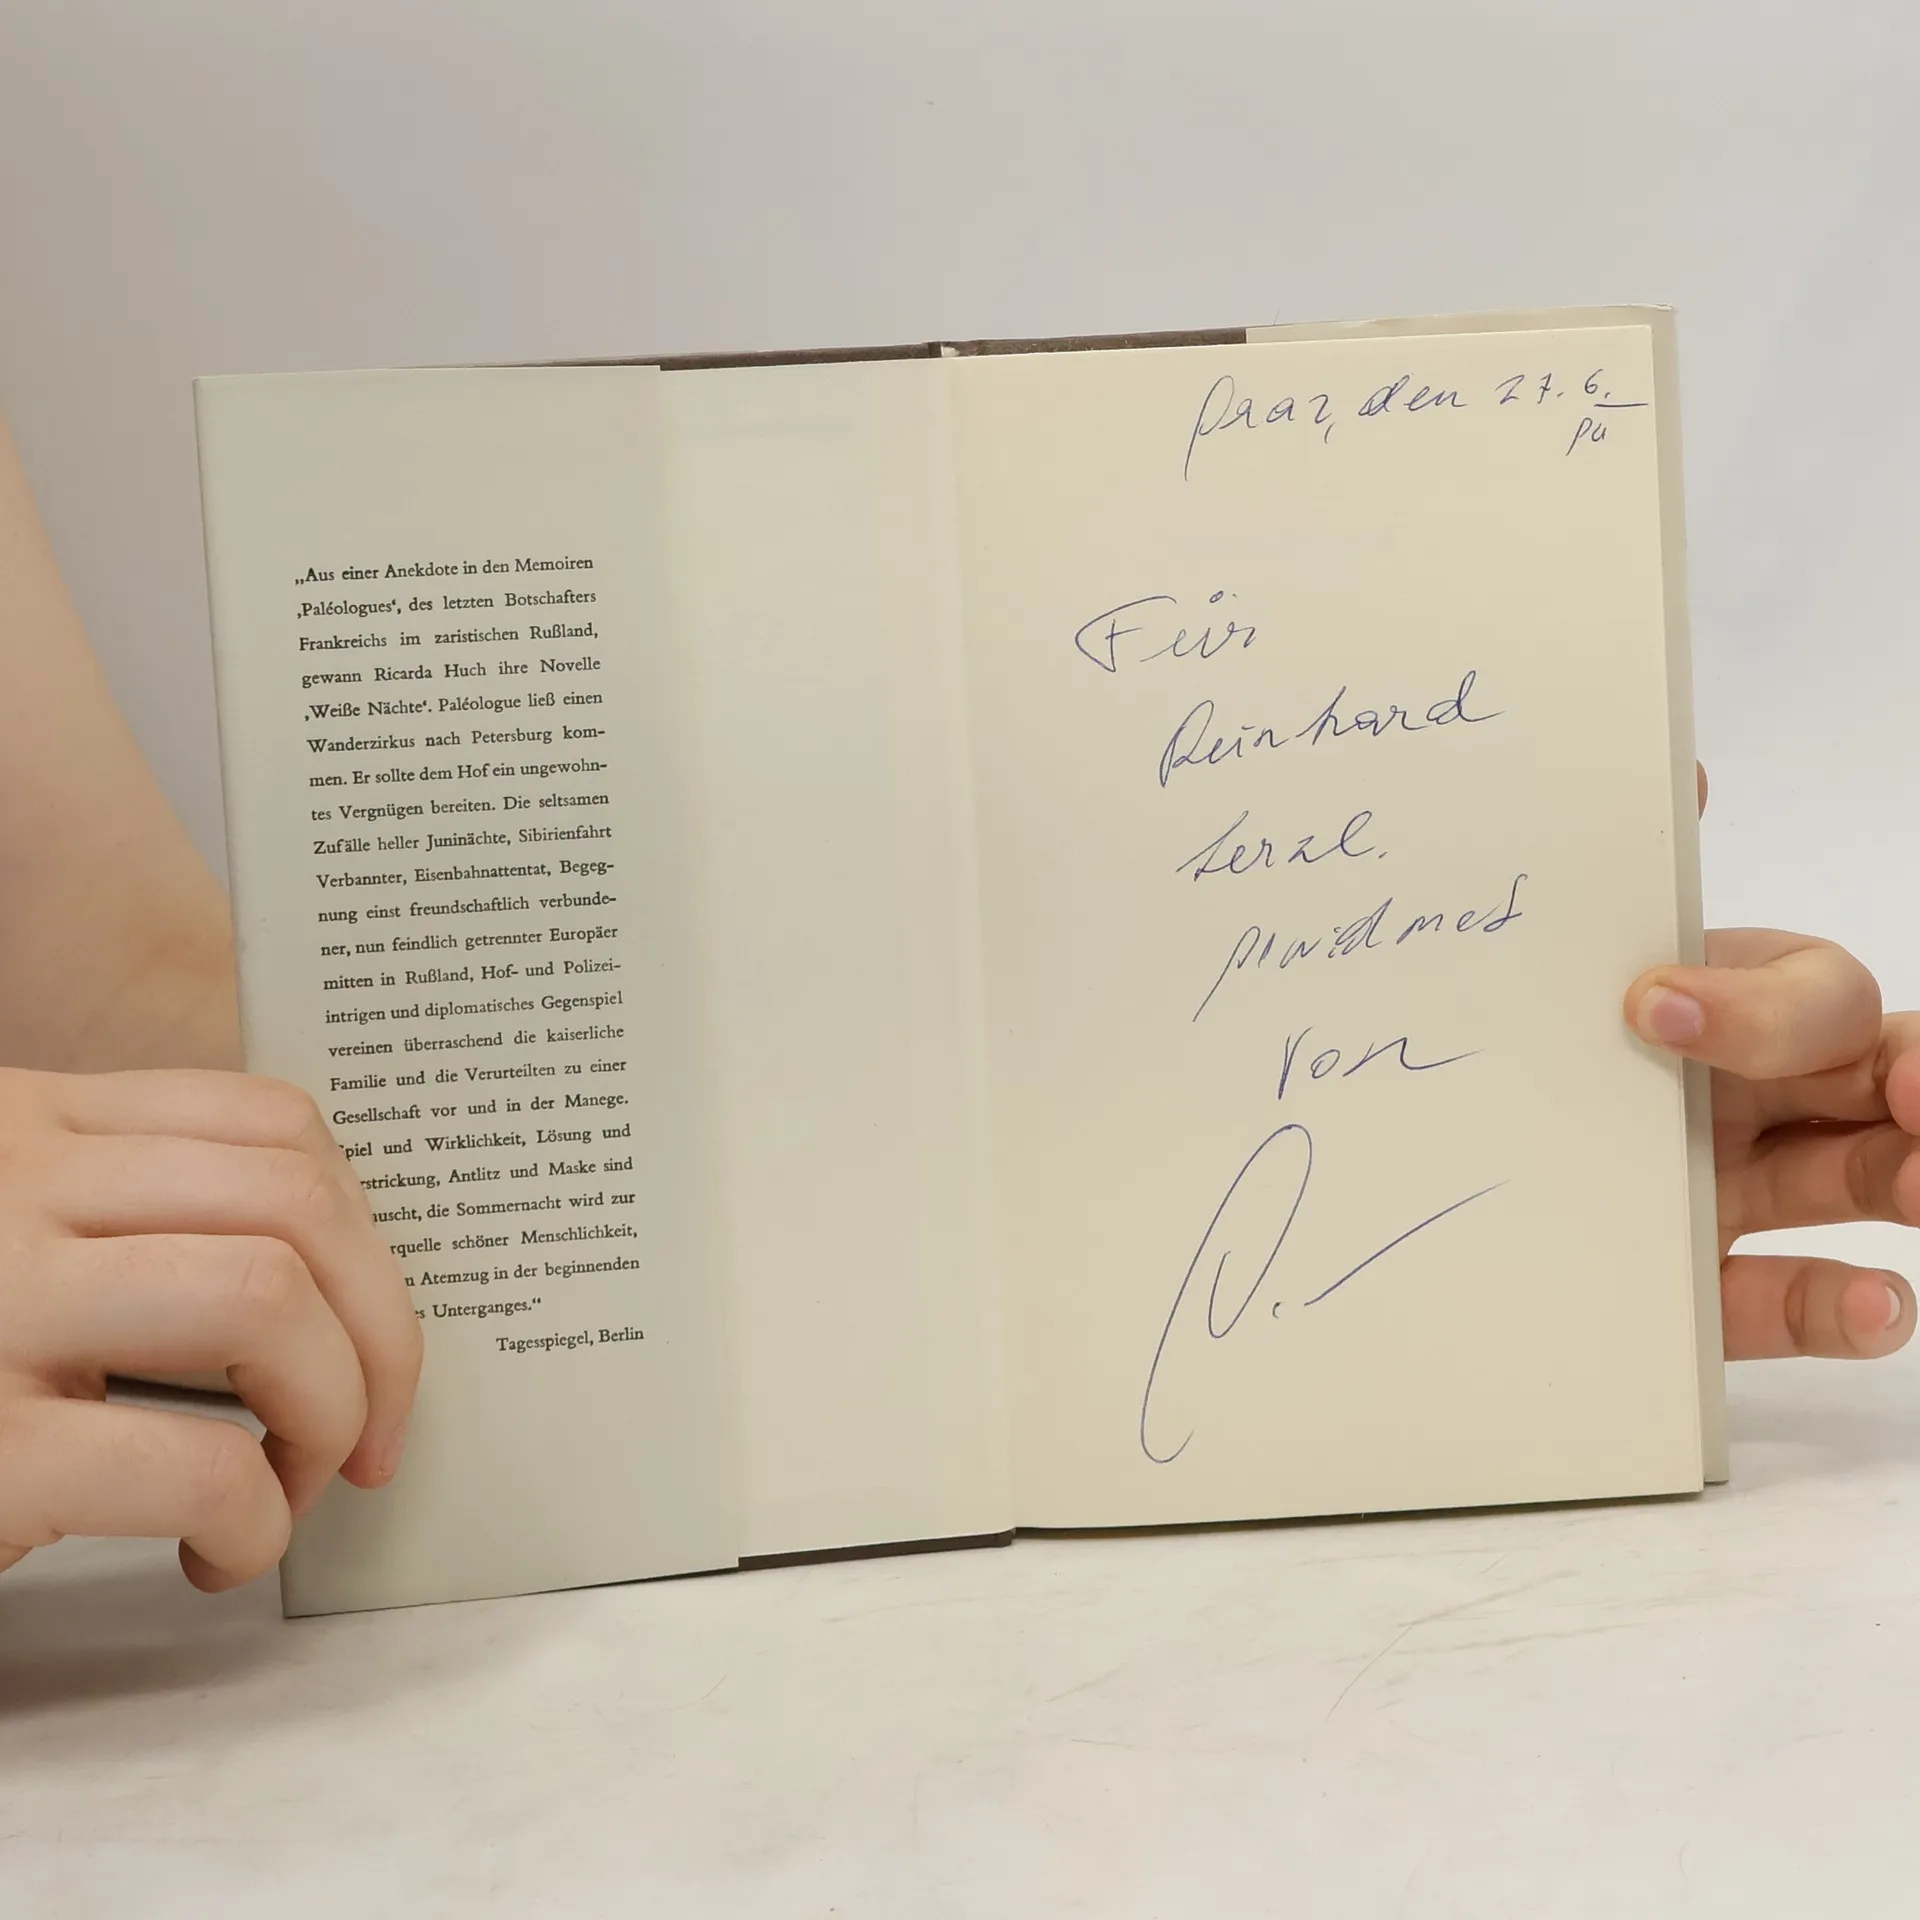 „Aus einer Anekdote in den Memoiren
‚Paléologues‘, des letzten Botschafters
Frankreichs im zaristischen Rußland,
gewann Ricarda Huch ihre Novelle
‚Weiße Nächte‘. Paléologue ließ einen
Wanderzirkus nach Petersburg kom-
men. Er sollte dem Hof ein ungewohn-
tes Vergnügen bereiten. Die seltsamen
Zufälle heller Juninächte, Sibirienfahrt
Verbannter, Eisenbahnattentat, Begeg-
nung einst freundschaftlich verbunde-
ner, nun feindlich getrennter Europäer
mitten in Rußland, Hof- und Polizei-
intrigen und diplomatisches Gegenspiel
vereinen überraschend die kaiserliche
Familie und die Verurteilten zu einer
Gesellschaft vor und in der Manege.
piel und Wirklichkeit, Lösung und
strickung, Antlitz und Maske sind
uscht, die Sommernacht wird zur
rquelle schöner Menschlichkeit,
n Atemzug in der beginnenden
s Unterganges.“
Tagesspiegel, Berlin
den 27. 6.
Für
Reinhard
herzl.
gewidmet
von